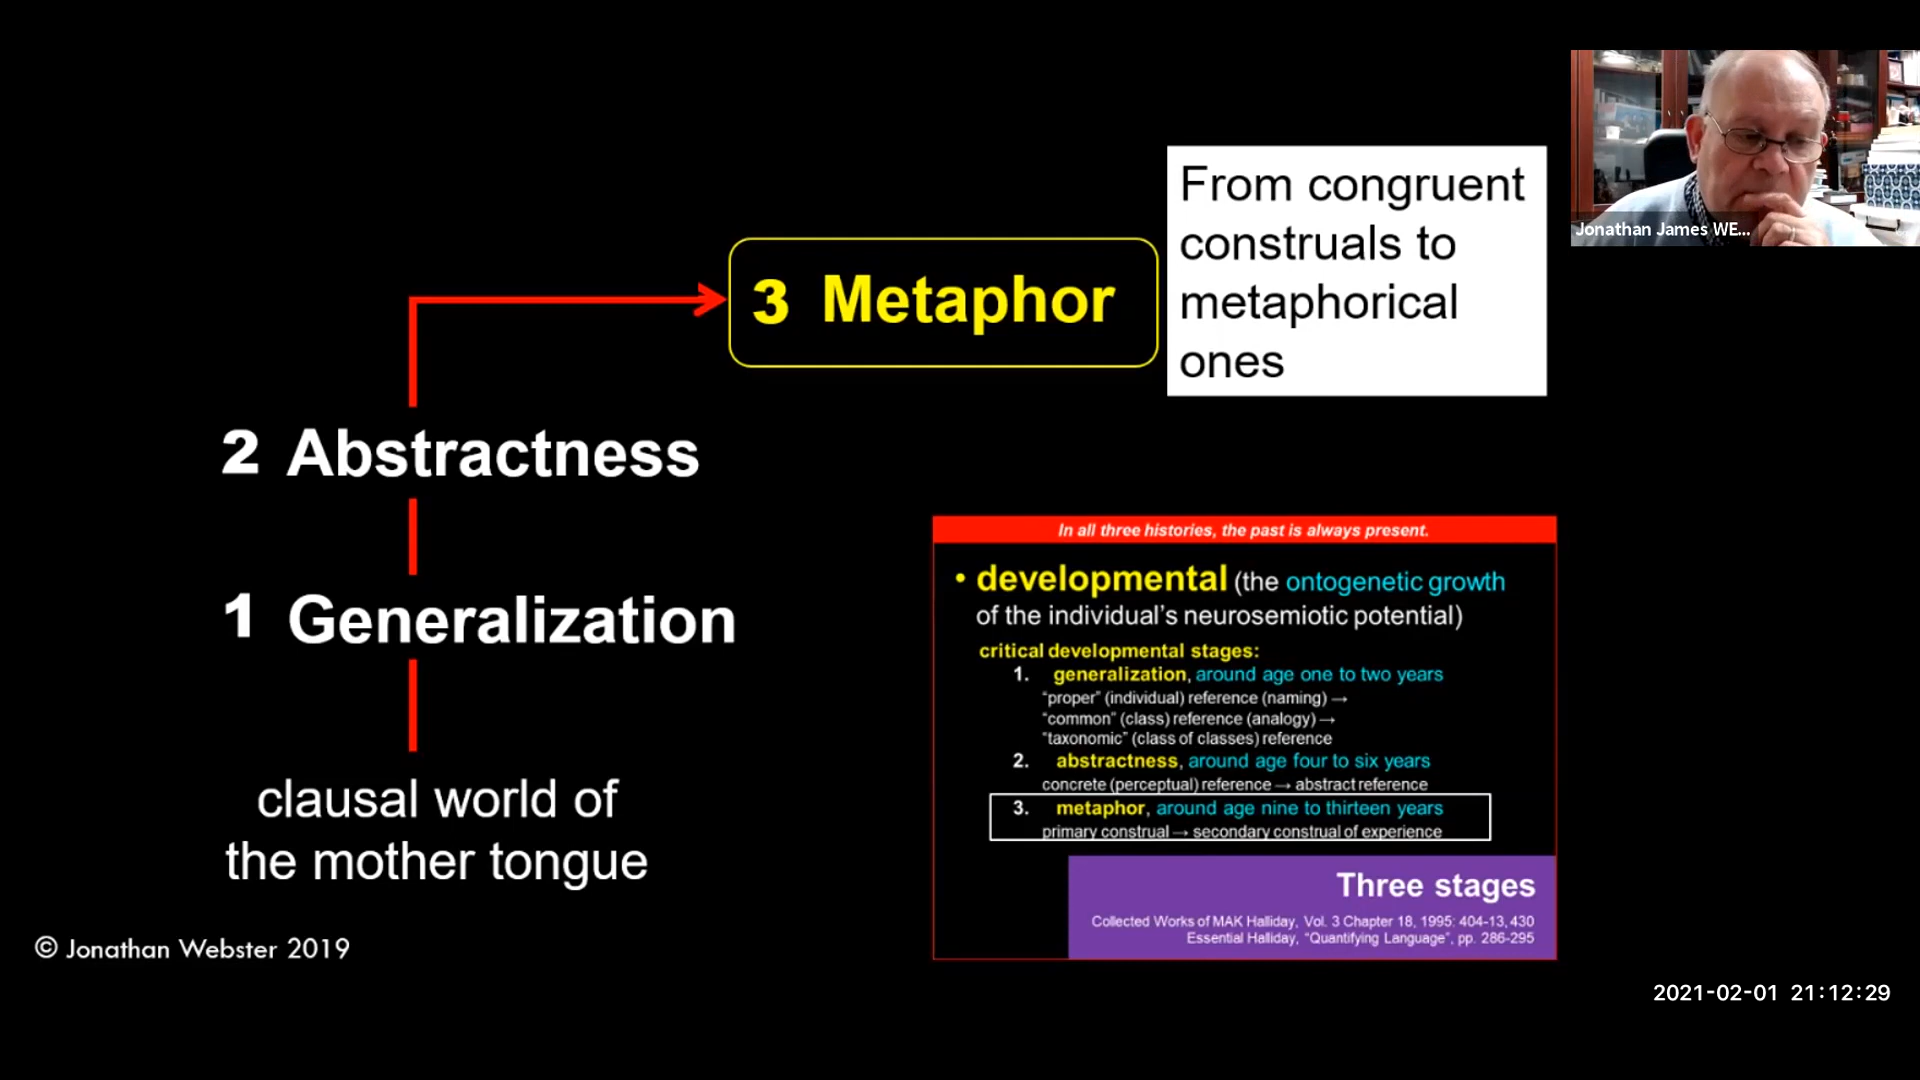 From congruent
construals to
metaphorical
ones
Jonathan James WE...
3 Metaphor
2 Abstractness
1 Generalization
clausal world of
the mother tongue
© Jonathan Webster 2019
In all three histories, the past is always present.
• developmental (the ontogenetic growth
of the individual's neurosemiotic potential)
critical developmental stages:
1. generalization, around age one to two years
"proper" (individual) reference (naming) →
"common" (class) reference (analogy) →
"taxonomic" (class of classes) reference
2. abstractness, around age four to six years
concrete (perceptual) reference → abstract reference
3. metaphor, around age nine to thirteen years
primary construal → secondary construal of experience
Three stages
Collected Works of MAK Halliday, Vol. 3 Chapter 18, 1995: 404-13, 430
Essential Halliday, "Quantifying Language", pp. 286-295
2021-02-01 21:12:29